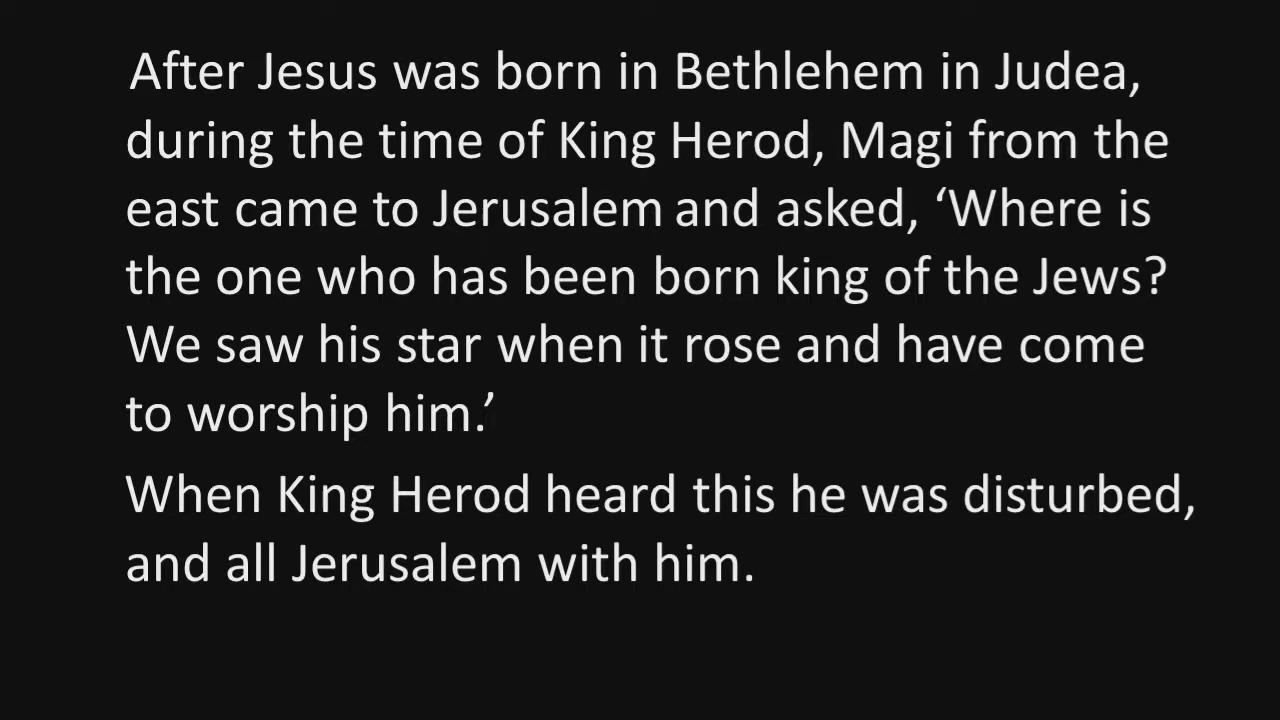 After Jesus was born in Bethlehem in Judea,
during the time of King Herod, Magi from the
east came to Jerusalem and asked, ‘Where is
the one who has been born king of the Jews?
We saw his star when it rose and have come
to worship him.’
When King Herod heard this he was disturbed,
and all Jerusalem with him.